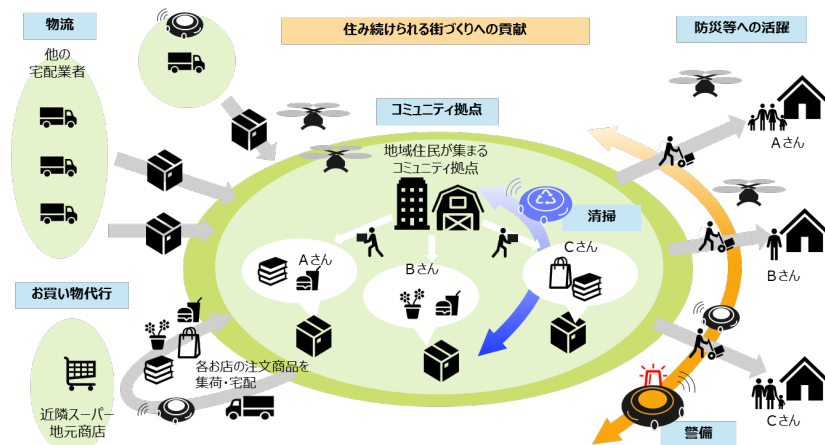 物流
住み続けられる街づくりへの貢献
防災等への活躍
他の
宅配業者
コミュニティ拠点
地域住民が集まる
コミュニティ拠点
清掃
Aさん
Bさん
Cさん
Aさん
Bさん
Cさん
お買い物代行
各お店の注文商品を
集荷・宅配
近隣スーパー
地元商店
警備